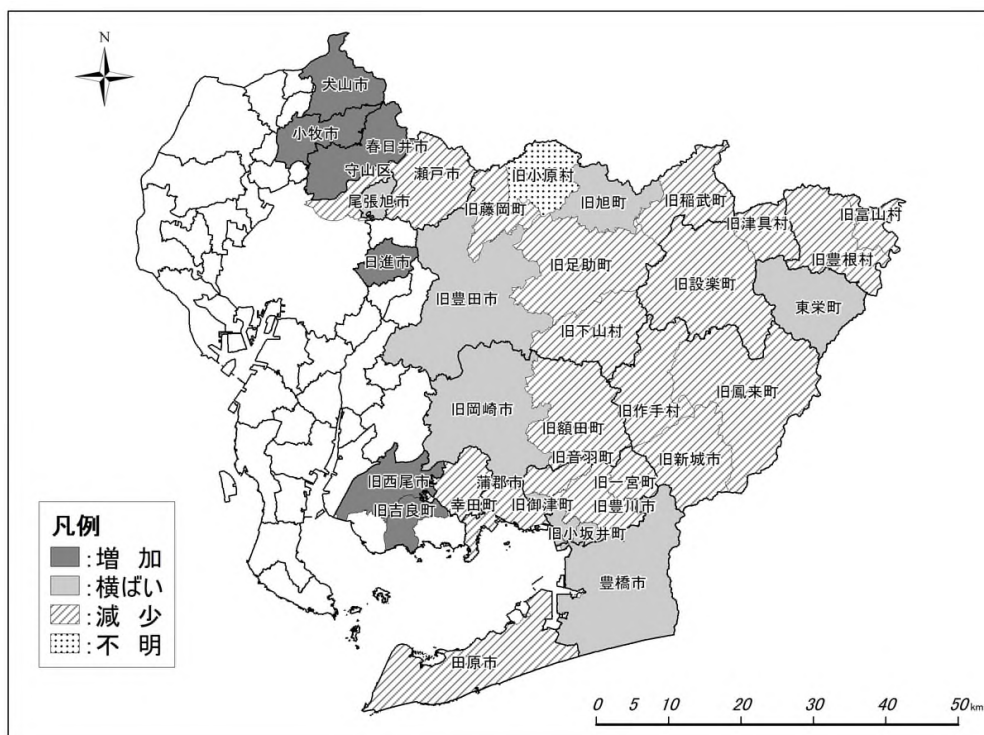 N
犬山市
小牧市
春日井市
守山区
瀬戸市
尾張旭市
旧小原村
旧藤岡町
旧旭町
旧稲武町
旧津具村
旧富山村
旧豊根村
日進市
旧足助町
旧設楽町
旧豊田市
東栄町
旧下山村
旧鳳来町
旧岡崎市
旧額田町
旧作手村
旧音羽町
旧新城市
旧西尾市
蒲郡市
旧一宮町
幸田町
旧御津町
旧豊川市
旧吉良町
旧小坂井町
豊橋市
田原市
凡例
:増 加
:横ばい
:減 少
:不 明
0 5 10 20 30 40 50 km